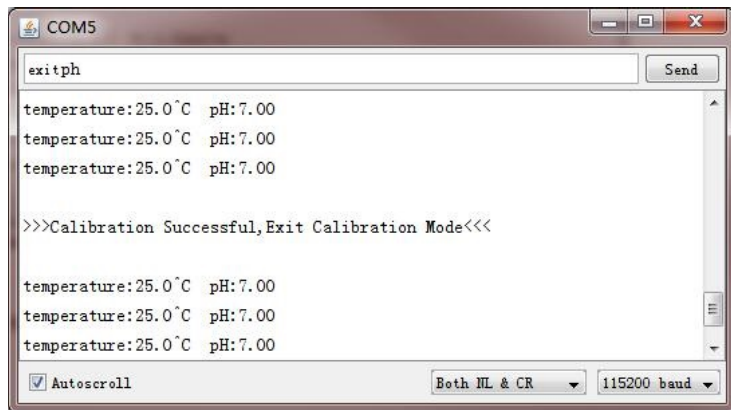 COM5
exitph
Send
temperature:25.0^C pH:7.00
temperature:25.0^C pH:7.00
temperature:25.0^C pH:7.00
>>>Calibration Successful,Exit Calibration Mode<<<
temperature:25.0^C pH:7.00
temperature:25.0^C pH:7.00
temperature:25.0^C pH:7.00
Autoscroll
Both NL & CR
115200 baud